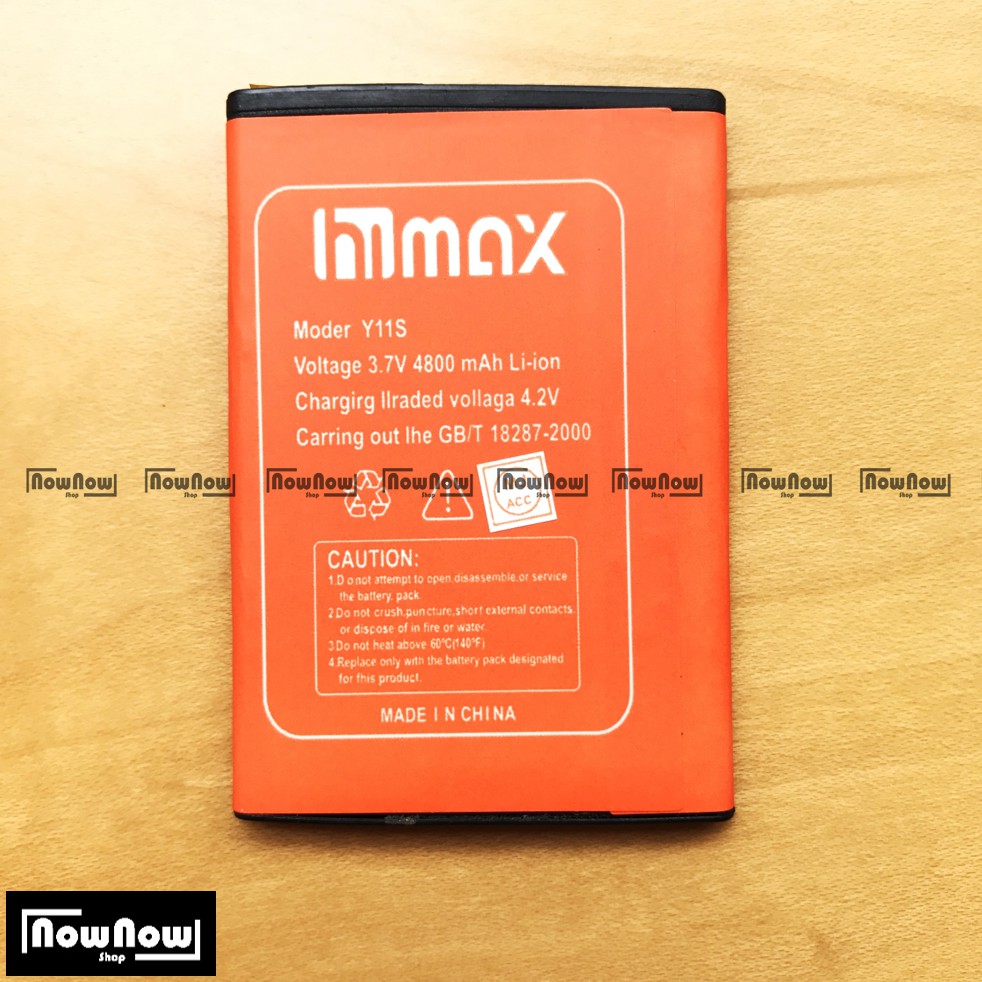 Immax
Moder Y11S
Voltage 3.7V 4800 mAh Li-ion
Chargirg llraded vollaga 4.2V
Carring out lhe GB/T 18287-2000
NowNow Shop NowNow Shop NowNow Shop NowNow Shop NowNow Shop NowNow Shop NowNow Shop NowNow Shop
ACC
CAUTION:
1.Do not attempt to open,disassemble,or service
the battery, pack.
2.Do not crush,puncture,short external contacts,
or dispose of in fire or water.
3.Do not heat above 60°C(140°F)
4.Replace only with the battery pack designated
for fhis product.
MADE IN CHINA
NowNow
Shop